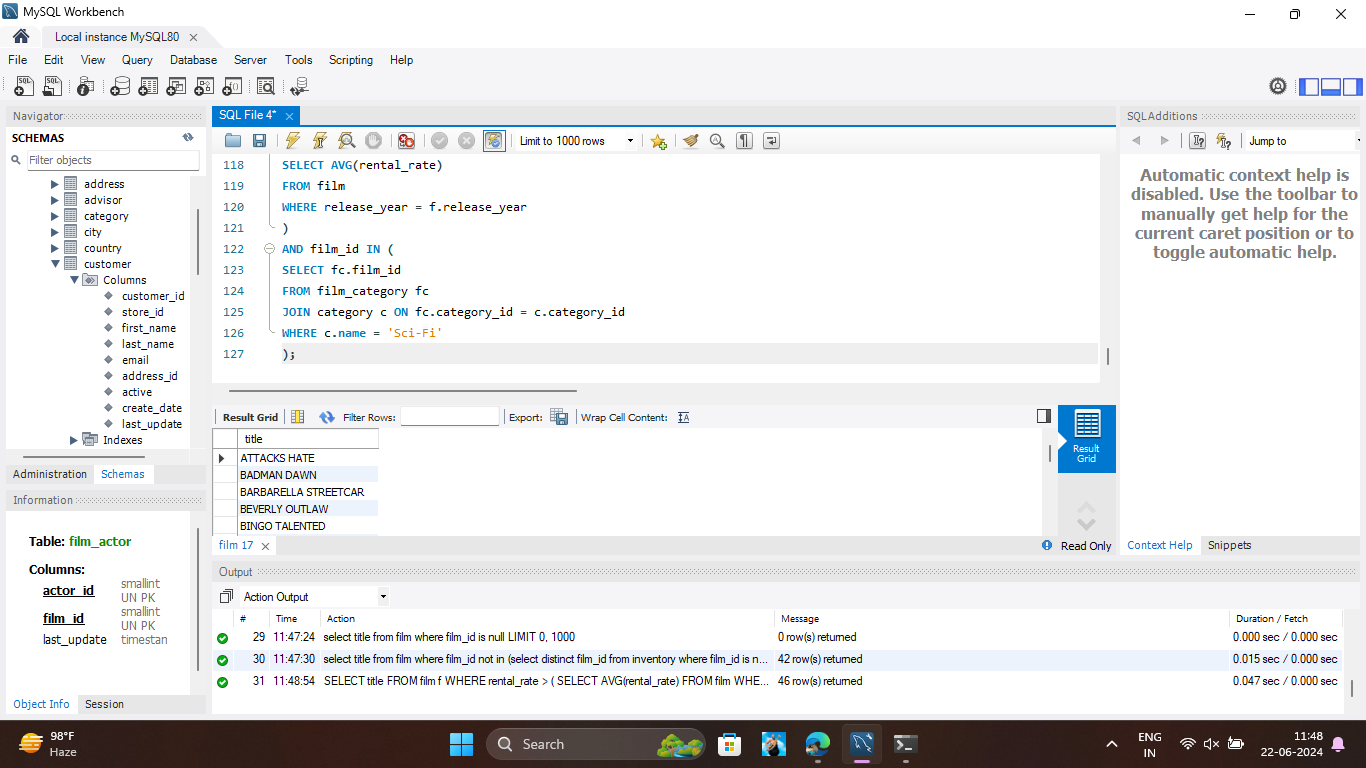 MySQL Workbench
Local instance MySQL80
File Edit View Query Database Server Tools Scripting Help
Navigator
SCHEMAS
Filter objects
address
advisor
category
city
country
customer
Columns
customer_id
store_id
first_name
last_name
email
address_id
active
create_date
last_update
Indexes
Administration Schemas
Information
Table: film_actor
Columns:
actor_id smallint UN PK
film_id smallint UN PK
last_update timestan
Object Info Session
SQL File 4*
Limit to 1000 rows
118 SELECT AVG(rental_rate)
119 FROM film
120 WHERE release_year = f.release_year
121 )
122 AND film_id IN (
123 SELECT fc.film_id
124 FROM film_category fc
125 JOIN category c ON fc.category_id = c.category_id
126 WHERE c.name = 'Sci-Fi'
127 );
Result Grid Filter Rows: Export: Wrap Cell Content:
title
ATTACKS HATE
BADMAN DAWN
BARBARELLA STREETCAR
BEVERLY OUTLAW
BINGO TALENTED
Result Grid
film 17
Read Only
Output
Action Output
# Time Action Message Duration / Fetch
29 11:47:24 select title from film where film_id is null LIMIT 0, 1000 0 row(s) returned 0.000 sec / 0.000 sec
30 11:47:30 select title from film where film_id not in (select distinct film_id from inventory where film_id is n... 42 row(s) returned 0.015 sec / 0.000 sec
31 11:48:54 SELECT title FROM film f WHERE rental_rate > ( SELECT AVG(rental_rate) FROM film WHE... 46 row(s) returned 0.047 sec / 0.000 sec
SQLAdditions
Jump to
Automatic context help is
disabled. Use the toolbar to
manually get help for the
current caret position or to
toggle automatic help.
Context Help Snippets
98°F
Haze
Search
ENG
IN
11:48
22-06-2024